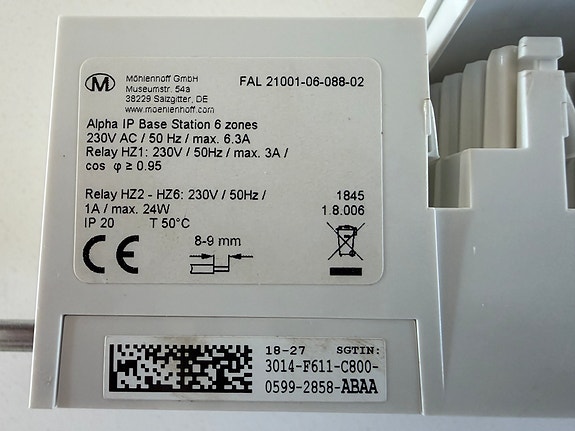 M
Möhlenhoff GmbH
Museumstr. 54a
38229 Salzgitter, DE
www.moehlenhoff.com
FAL 21001-06-088-02
Alpha IP Base Station 6 zones
230V AC / 50 Hz / max. 6.3A
Relay HZ1: 230V / 50Hz / max. 3A /
cos φ ≥ 0.95
Relay HZ2 - HZ6: 230V / 50Hz /
1A / max. 24W
IP 20 T 50°C
1845
1.8.006
CE
8-9 mm
18-27 SGTIN:
3014-F611-C800-
0599-2858-ABAA